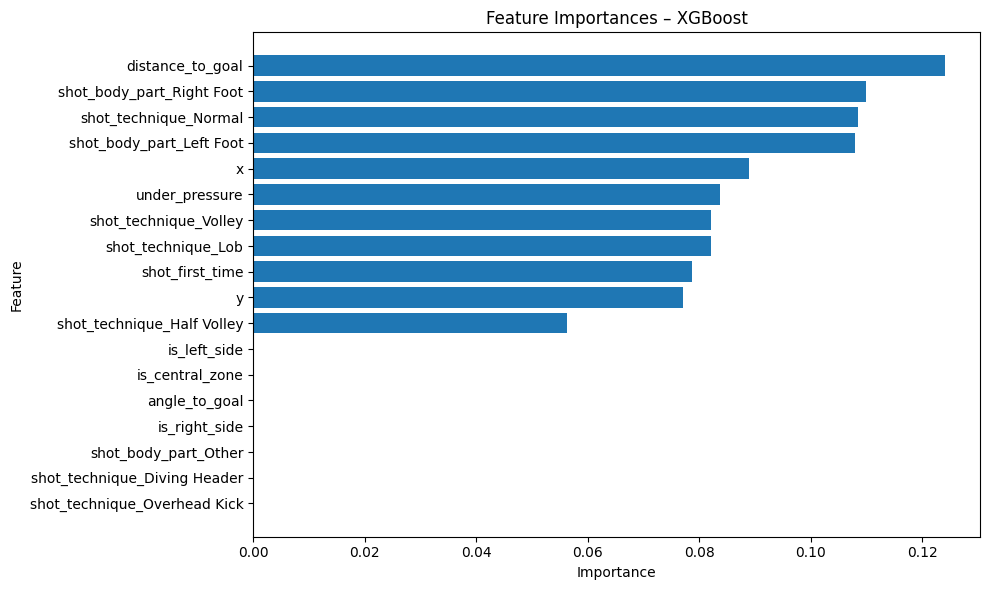 Feature Importances – XGBoost
Feature
distance_to_goal
shot_body_part_Right Foot
shot_technique_Normal
shot_body_part_Left Foot
x
under_pressure
shot_technique_Volley
shot_technique_Lob
shot_first_time
y
shot_technique_Half Volley
is_left_side
is_central_zone
angle_to_goal
is_right_side
shot_body_part_Other
shot_technique_Diving Header
shot_technique_Overhead Kick
0.00 0.02 0.04 0.06 0.08 0.10 0.12
Importance